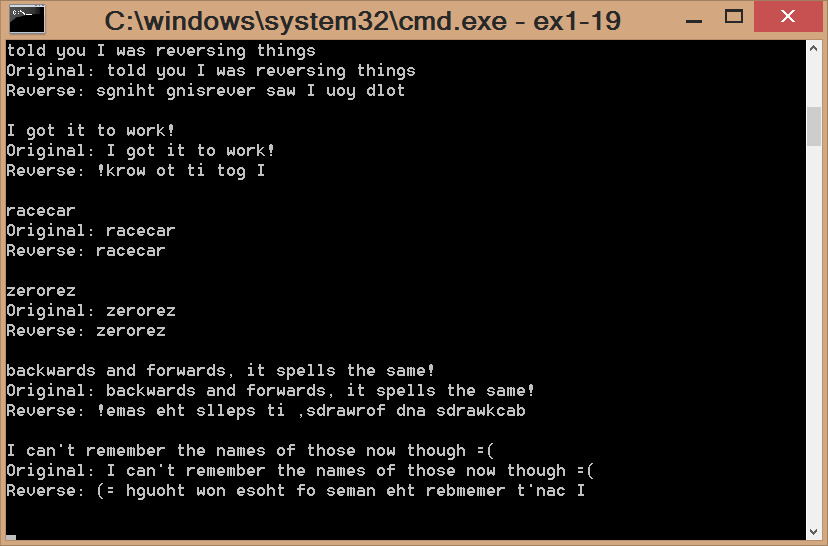 C:\windows\system32\cmd.exe - ex1-19
told you I was reversing things
Original: told you I was reversing things
Reverse: sgniht gnisrever saw I uoy dlot
I got it to work!
Original: I got it to work!
Reverse: !krow ot ti tog I
racecar
Original: racecar
Reverse: racecar
zerorez
Original: zerorez
Reverse: zerorez
backwards and forwards, it spells the same!
Original: backwards and forwards, it spells the same!
Reverse: !emas eht slleps ti ,sdrawrof dna sdrawkcab
I can't remember the names of those now though =(
Original: I can't remember the names of those now though =(
Reverse: (= hguoht won esoht fo seman eht rebmemer t'nac I